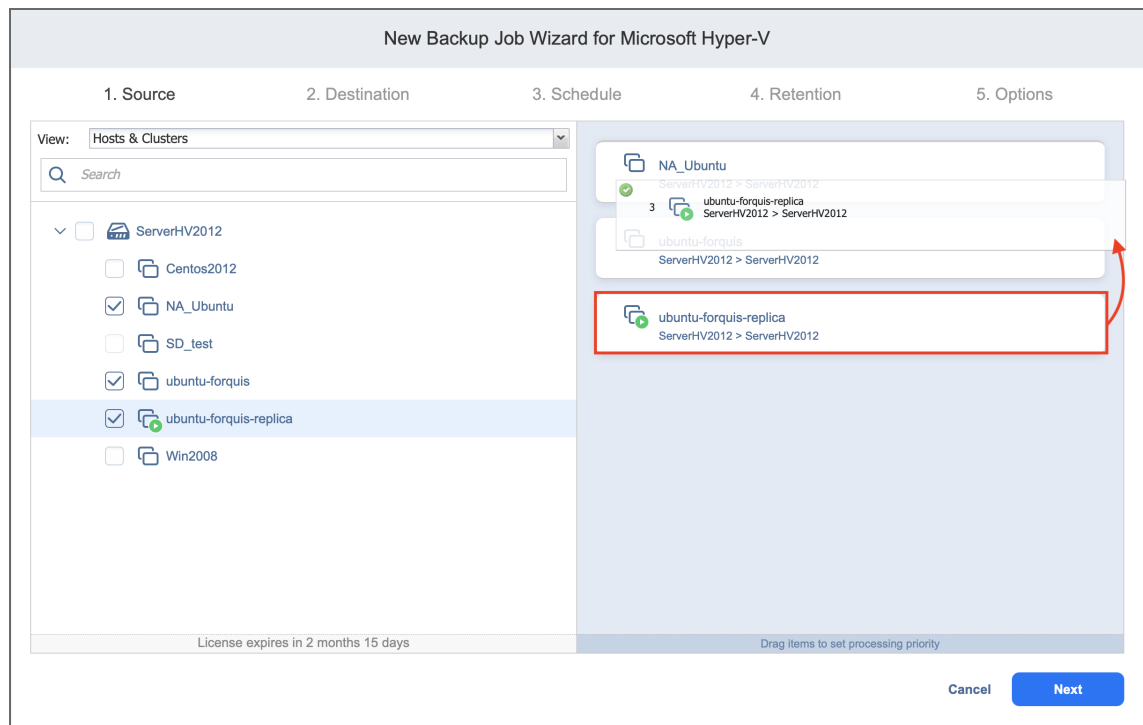 New Backup Job Wizard for Microsoft Hyper-V
1. Source 2. Destination 3. Schedule 4. Retention 5. Options
View: Hosts & Clusters
Search
ServerHV2012
Centos2012
NA_Ubuntu
SD_test
ubuntu-forquis
ubuntu-forquis-replica
Win2008
License expires in 2 months 15 days
NA_Ubuntu
ServerHV2012 > ServerHV2012
3 ubuntu-forquis-replica
ServerHV2012 > ServerHV2012
ubuntu-forquis
ServerHV2012 > ServerHV2012
ubuntu-forquis-replica
ServerHV2012 > ServerHV2012
Drag items to set processing priority
Cancel Next